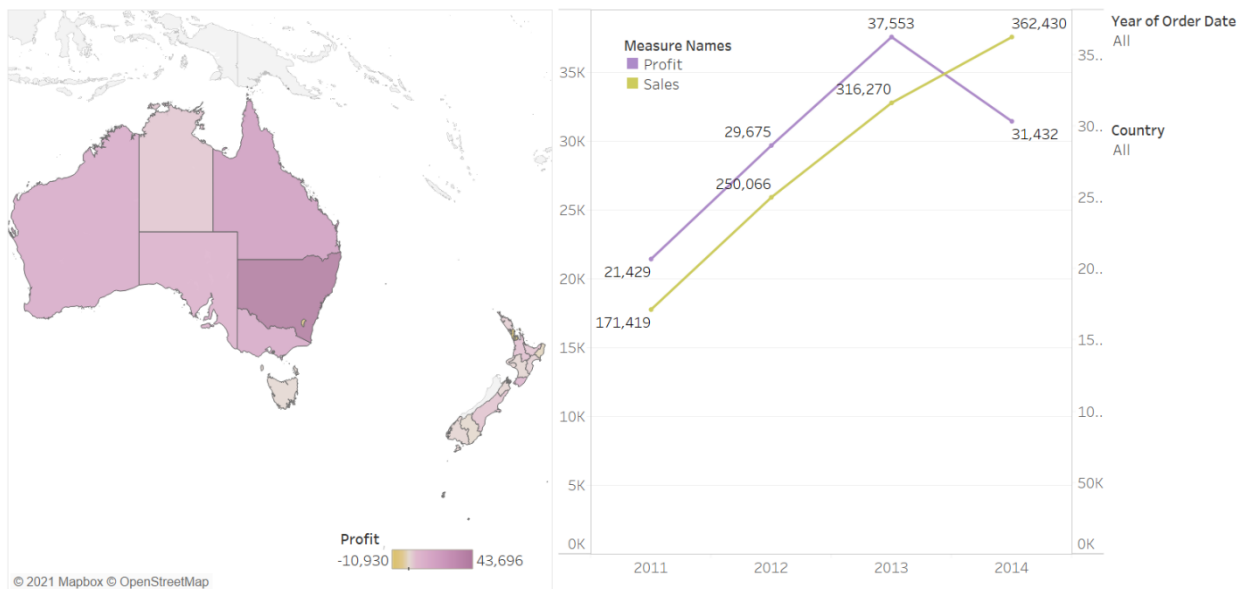 Profit
-10,930
43,696
© 2021 Mapbox © OpenStreetMap
Measure Names
Profit
Sales
37,553
362,430
316,270
29,675
31,432
250,066
21,429
171,419
35K
30K
25K
20K
15K
10K
5K
0K
35..
30..
25..
20..
15..
10..
50K
0K
2011
2012
2013
2014
Year of Order Date
All
Country
All